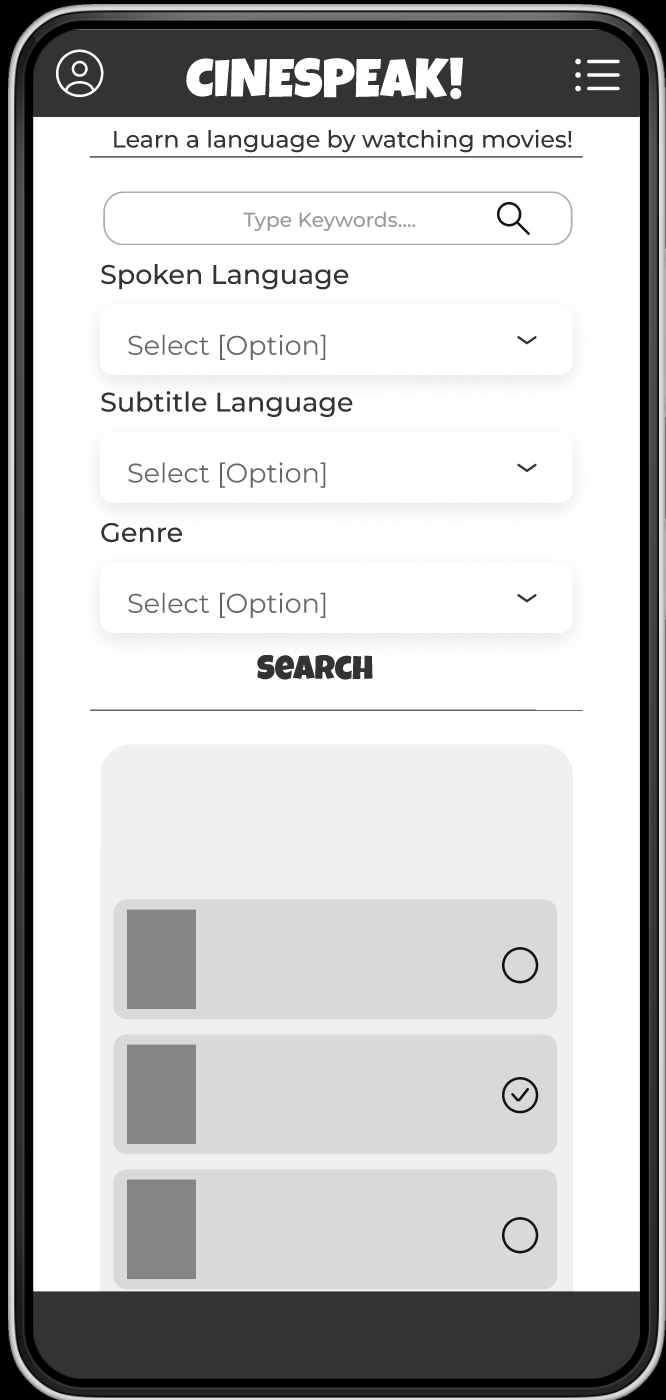 CINESPEAK!
Learn a language by watching movies!
Type Keywords....
Spoken Language
Select [Option]
Subtitle Language
Select [Option]
Genre
Select [Option]
SeARCH